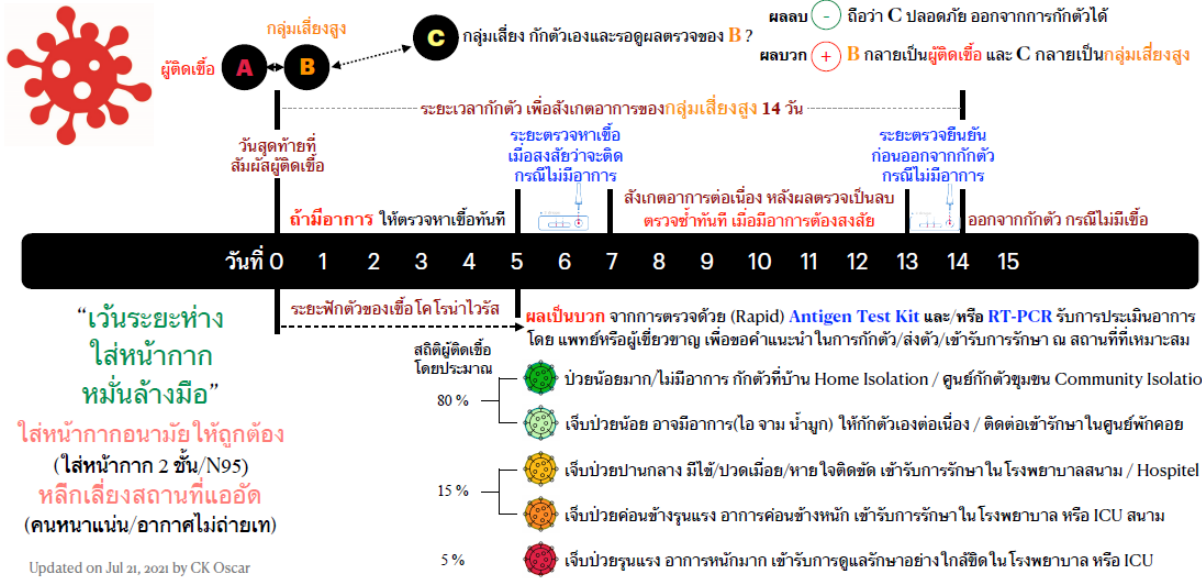 กลุ่มเสี่ยงสูง
ผู้ติดเชื้อ A B C กลุ่มเสี่ยง กักตัวเองและรอดูผลตรวจของ B ?
ผลลบ - ถือว่า C ปลอดภัย ออกจากการกักตัวได้
ผลบวก + B กลายเป็นผู้ติดเชื้อ และ C กลายเป็นกลุ่มเสี่ยงสูง
ระยะเวลากักตัว เพื่อสังเกตอาการของกลุ่มเสี่ยงสูง 14 วัน
วันสุดท้ายที่
สัมผัสผู้ติดเชื้อ
ระยะตรวจหาเชื้อ
เมื่อสงสัยว่าจะติด
กรณีไม่มีอาการ
ระยะตรวจยืนยัน
ก่อนออกจากกักตัว
กรณีไม่มีอาการ
ถ้ามีอาการ ให้ตรวจหาเชื้อทันที
สังเกตอาการต่อเนื่อง หลังผลตรวจเป็นลบ
ตรวจซ้ำทันที เมื่อมีอาการต้องสงสัย
ออกจากกักตัว กรณีไม่มีเชื้อ
วันที่ 0 1 2 3 4 5 6 7 8 9 10 11 12 13 14 15
ระยะฟักตัวของเชื้อโคโรน่าไวรัส
ผลเป็นบวก จากการตรวจด้วย (Rapid) Antigen Test Kit และ/หรือ RT-PCR รับการประเมินอาการ
โดย แพทย์หรือผู้เชี่ยวชาญ เพื่อขอคำแนะนำในการกักตัว/ส่งตัว/เข้ารับการรักษา ณ สถานที่ที่เหมาะสม
สถิติผู้ติดเชื้อ
โดยประมาณ
80 %
ป่วยน้อยมาก/ไม่มีอาการ กักตัวที่บ้าน Home Isolation / ศูนย์กักตัวชุมชน Community Isolatio
เจ็บป่วยน้อย อาจมีอาการ(ไอ จาม น้ำมูก) ให้กักตัวเองต่อเนื่อง / ติดต่อเข้ารักษาในศูนย์พักคอย
15 %
เจ็บป่วยปานกลาง มีไข้/ปวดเมื่อย/หายใจติดขัด เข้ารับการรักษาในโรงพยาบาลสนาม / Hospitel
เจ็บป่วยค่อนข้างรุนแรง อาการค่อนข้างหนัก เข้ารับการรักษาในโรงพยาบาล หรือ ICU สนาม
5 %
เจ็บป่วยรุนแรง อาการหนักมาก เข้ารับการดูแลรักษาอย่างใกล้ชิดในโรงพยาบาล หรือ ICU
“เว้นระยะห่าง
ใส่หน้ากาก
หมั่นล้างมือ”
ใส่หน้ากากอนามัยให้ถูกต้อง
(ใส่หน้ากาก 2 ชั้น/N95)
หลีกเลี่ยงสถานที่แออัด
(คนหนาแน่น/อากาศไม่ถ่ายเท)
Updated on Jul 21, 2021 by CK Oscar